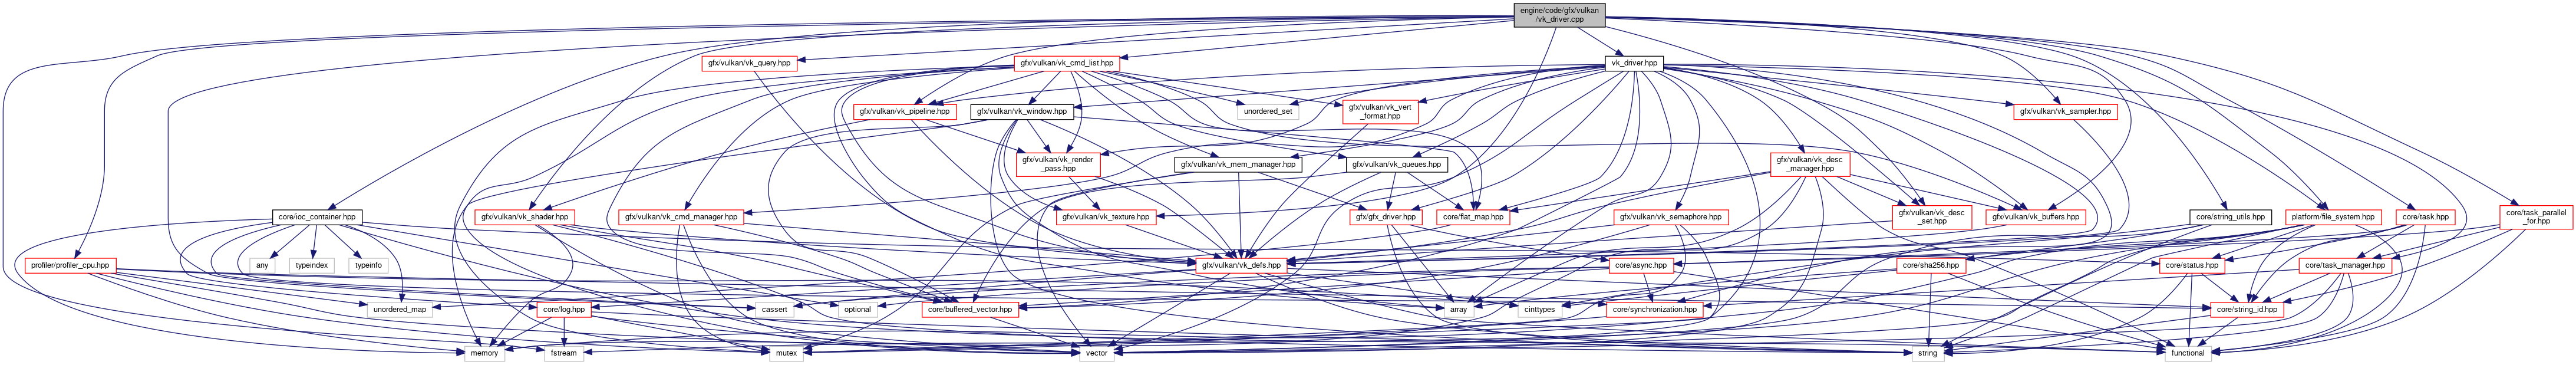 engine/code/gfx/vulkan
/vk_driver.cpp
gfx/vulkan/vk_query.hpp
gfx/vulkan/vk_cmd_list.hpp
vk_driver.hpp
gfx/vulkan/vk_pipeline.hpp
gfx/vulkan/vk_window.hpp
unordered_set
gfx/vulkan/vk_vert
_format.hpp
gfx/vulkan/vk_sampler.hpp
gfx/vulkan/vk_render
_pass.hpp
gfx/vulkan/vk_mem_manager.hpp
gfx/vulkan/vk_queues.hpp
gfx/vulkan/vk_desc
_manager.hpp
core/ioc_container.hpp
gfx/vulkan/vk_shader.hpp
gfx/vulkan/vk_cmd_manager.hpp
gfx/vulkan/vk_texture.hpp
gfx/gfx_driver.hpp
core/flat_map.hpp
gfx/vulkan/vk_semaphore.hpp
gfx/vulkan/vk_desc
_set.hpp
gfx/vulkan/vk_buffers.hpp
core/string_utils.hpp
platform/file_system.hpp
core/task.hpp
core/task_parallel
_for.hpp
profiler/profiler_cpu.hpp
any
typeindex
typeinfo
gfx/vulkan/vk_defs.hpp
core/async.hpp
core/sha256.hpp
core/status.hpp
core/task_manager.hpp
unordered_map
core/log.hpp
cassert
optional
core/buffered_vector.hpp
array
cinttypes
core/synchronization.hpp
core/string_id.hpp
memory
fstream
mutex
vector
string
functional